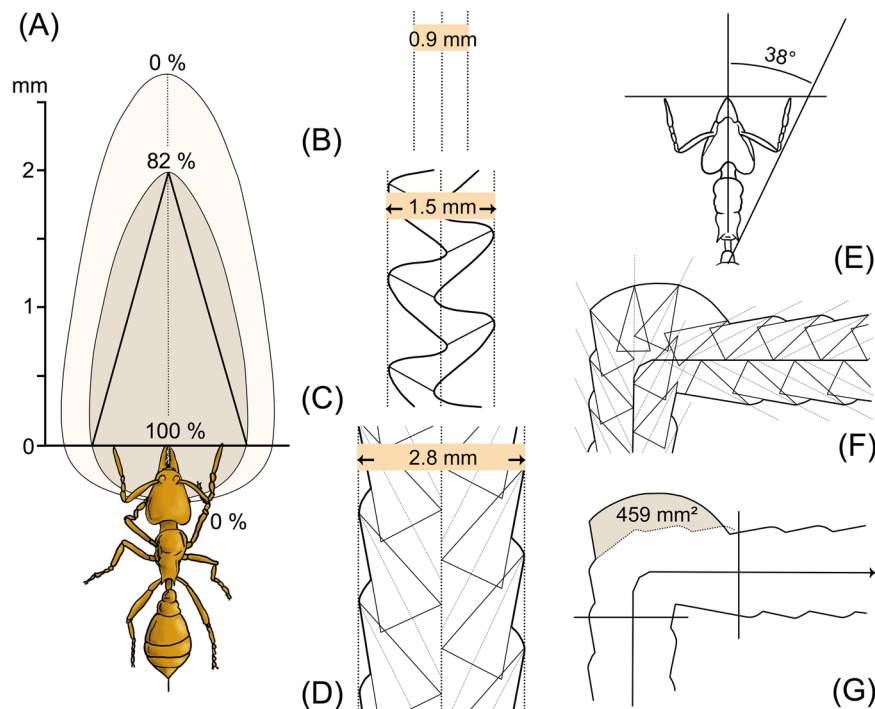 (A)
0 %
mm
82 %
2
1
100 %
0
0 %
0.9 mm
(B)
1.5 mm
(C)
2.8 mm
(D)
38°
(E)
(F)
459 mm²
(G)